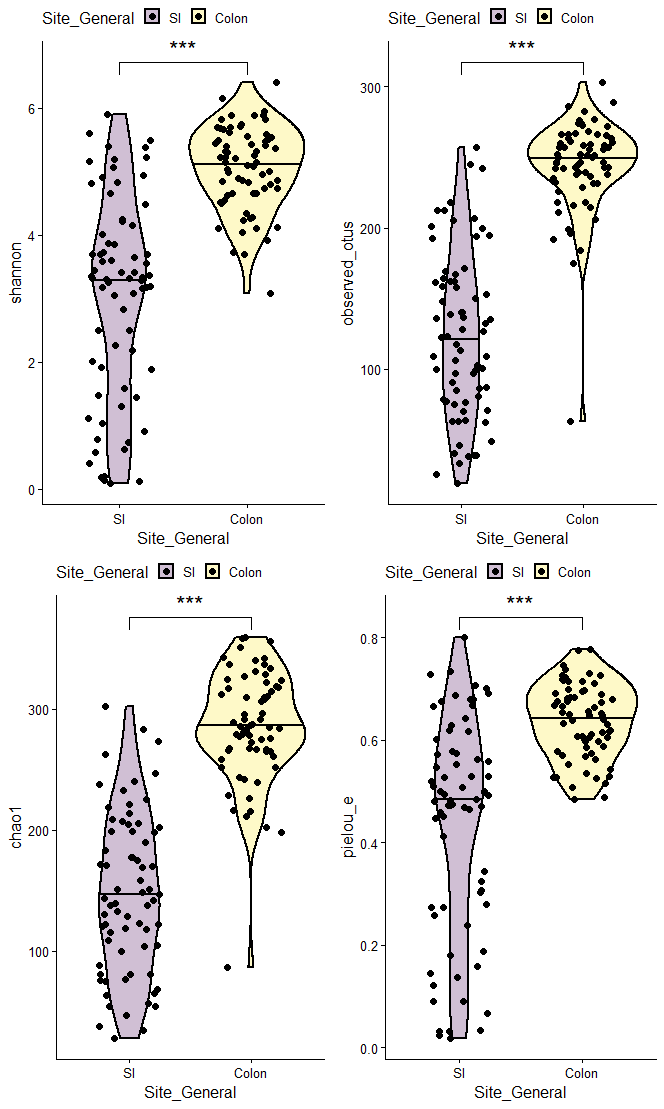 Site_General SI Colon
***
shannon
6
4
2
0
SI Colon
Site_General
Site_General SI Colon
***
observed_otus
300
200
100
SI Colon
Site_General
Site_General SI Colon
***
chao1
300
200
100
SI Colon
Site_General
Site_General SI Colon
***
pielou_e
0.8
0.6
0.4
0.2
0.0
SI Colon
Site_General